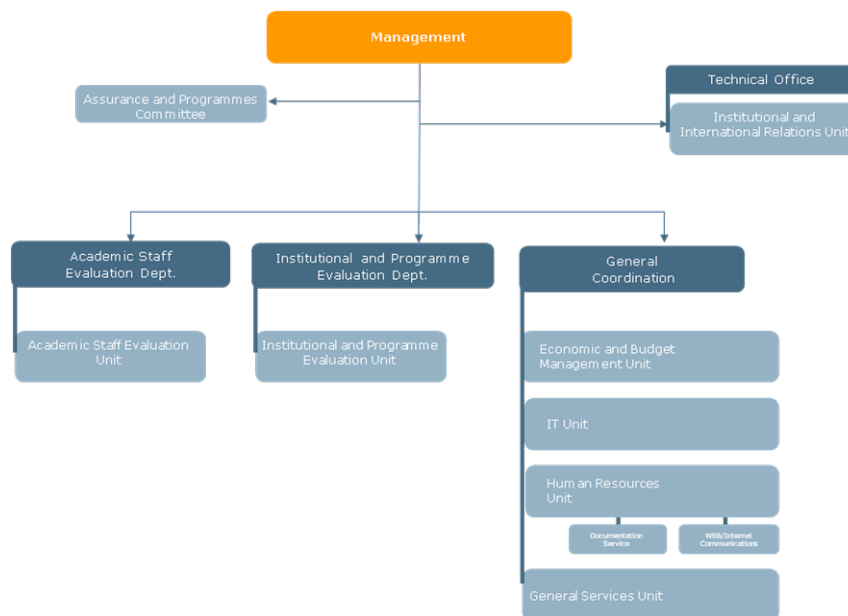 Management
Technical Office
Assurance and Programmes
Committee
Institutional and
International Relations Unit
Academic Staff
Evaluation Dept.
Institutional and Programme
Evaluation Dept.
General
Coordination
Academic Staff Evaluation
Unit
Institutional and Programme
Evaluation Unit
Economic and Budget
Management Unit
IT Unit
Human Resources
Unit
Documentation
Service
WEB/Internal
Communications
General Services Unit